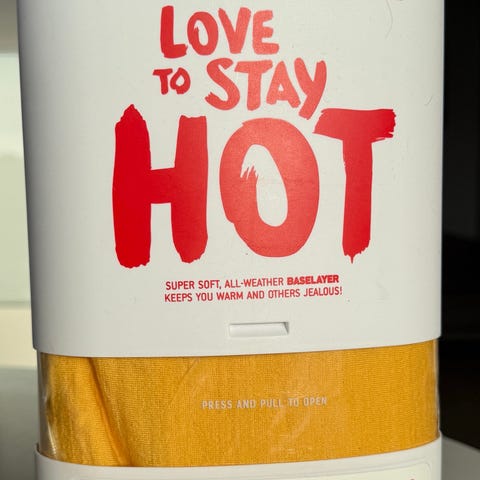 LOVE
TO STAY
HOT
SUPER SOFT, ALL-WEATHER BASELAYER
KEEPS YOU WARM AND OTHERS JEALOUS!
PRESS AND PULL TO OPEN